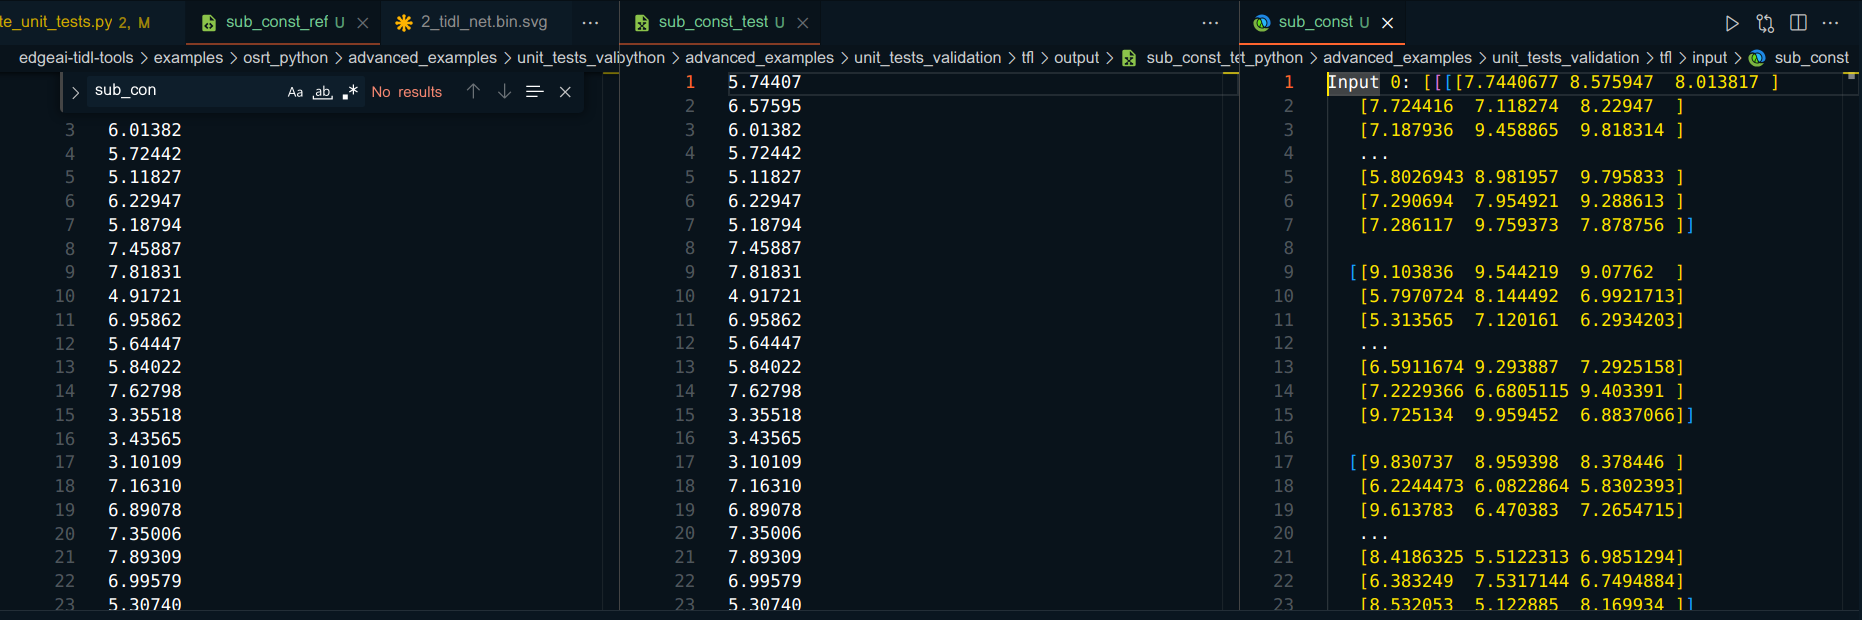 te_unit_tests.py 2, M
sub_const_ref U
2_tidl_net.bin.svg
...
sub_const_test U
...
sub_const U
...
edgeai-tidl-tools > examples > osrt_python > advanced_examples > unit_tests_vali
python > advanced_examples > unit_tests_validation > tfl > output > sub_const_t
t_python > advanced_examples > unit_tests_validation > tfl > input > sub_const
sub_con
Aa ab .* No results
3 6.01382
4 5.72442
5 5.11827
6 6.22947
7 5.18794
8 7.45887
9 7.81831
10 4.91721
11 6.95862
12 5.64447
13 5.84022
14 7.62798
15 3.35518
16 3.43565
17 3.10109
18 7.16310
19 6.89078
20 7.35006
21 7.89309
22 6.99579
23 5.30740
1 5.74407
2 6.57595
3 6.01382
4 5.72442
5 5.11827
6 6.22947
7 5.18794
8 7.45887
9 7.81831
10 4.91721
11 6.95862
12 5.64447
13 5.84022
14 7.62798
15 3.35518
16 3.43565
17 3.10109
18 7.16310
19 6.89078
20 7.35006
21 7.89309
22 6.99579
23 5.30740
1 Input 0: [[[[7.7440677 8.575947 8.013817 ]
2 [7.724416 7.118274 8.22947 ]
3 [7.187936 9.458865 9.818314 ]
4 ...
5 [5.8026943 8.981957 9.795833 ]
6 [7.290694 7.954921 9.288613 ]
7 [7.286117 9.759373 7.878756 ]]
8
9 [[9.103836 9.544219 9.07762 ]
10 [5.7970724 8.144492 6.9921713]
11 [5.313565 7.120161 6.2934203]
12 ...
13 [6.5911674 9.293887 7.2925158]
14 [7.2229366 6.6805115 9.403391 ]
15 [9.725134 9.959452 6.8837066]]
16
17 [[9.830737 8.959398 8.378446 ]
18 [6.2244473 6.0822864 5.8302393]
19 [9.613783 6.470383 7.2654715]
20 ...
21 [8.4186325 5.5122313 6.9851294]
22 [6.383249 7.5317144 6.7494884]
23 [8.532053 5.122885 8.169934 ]]